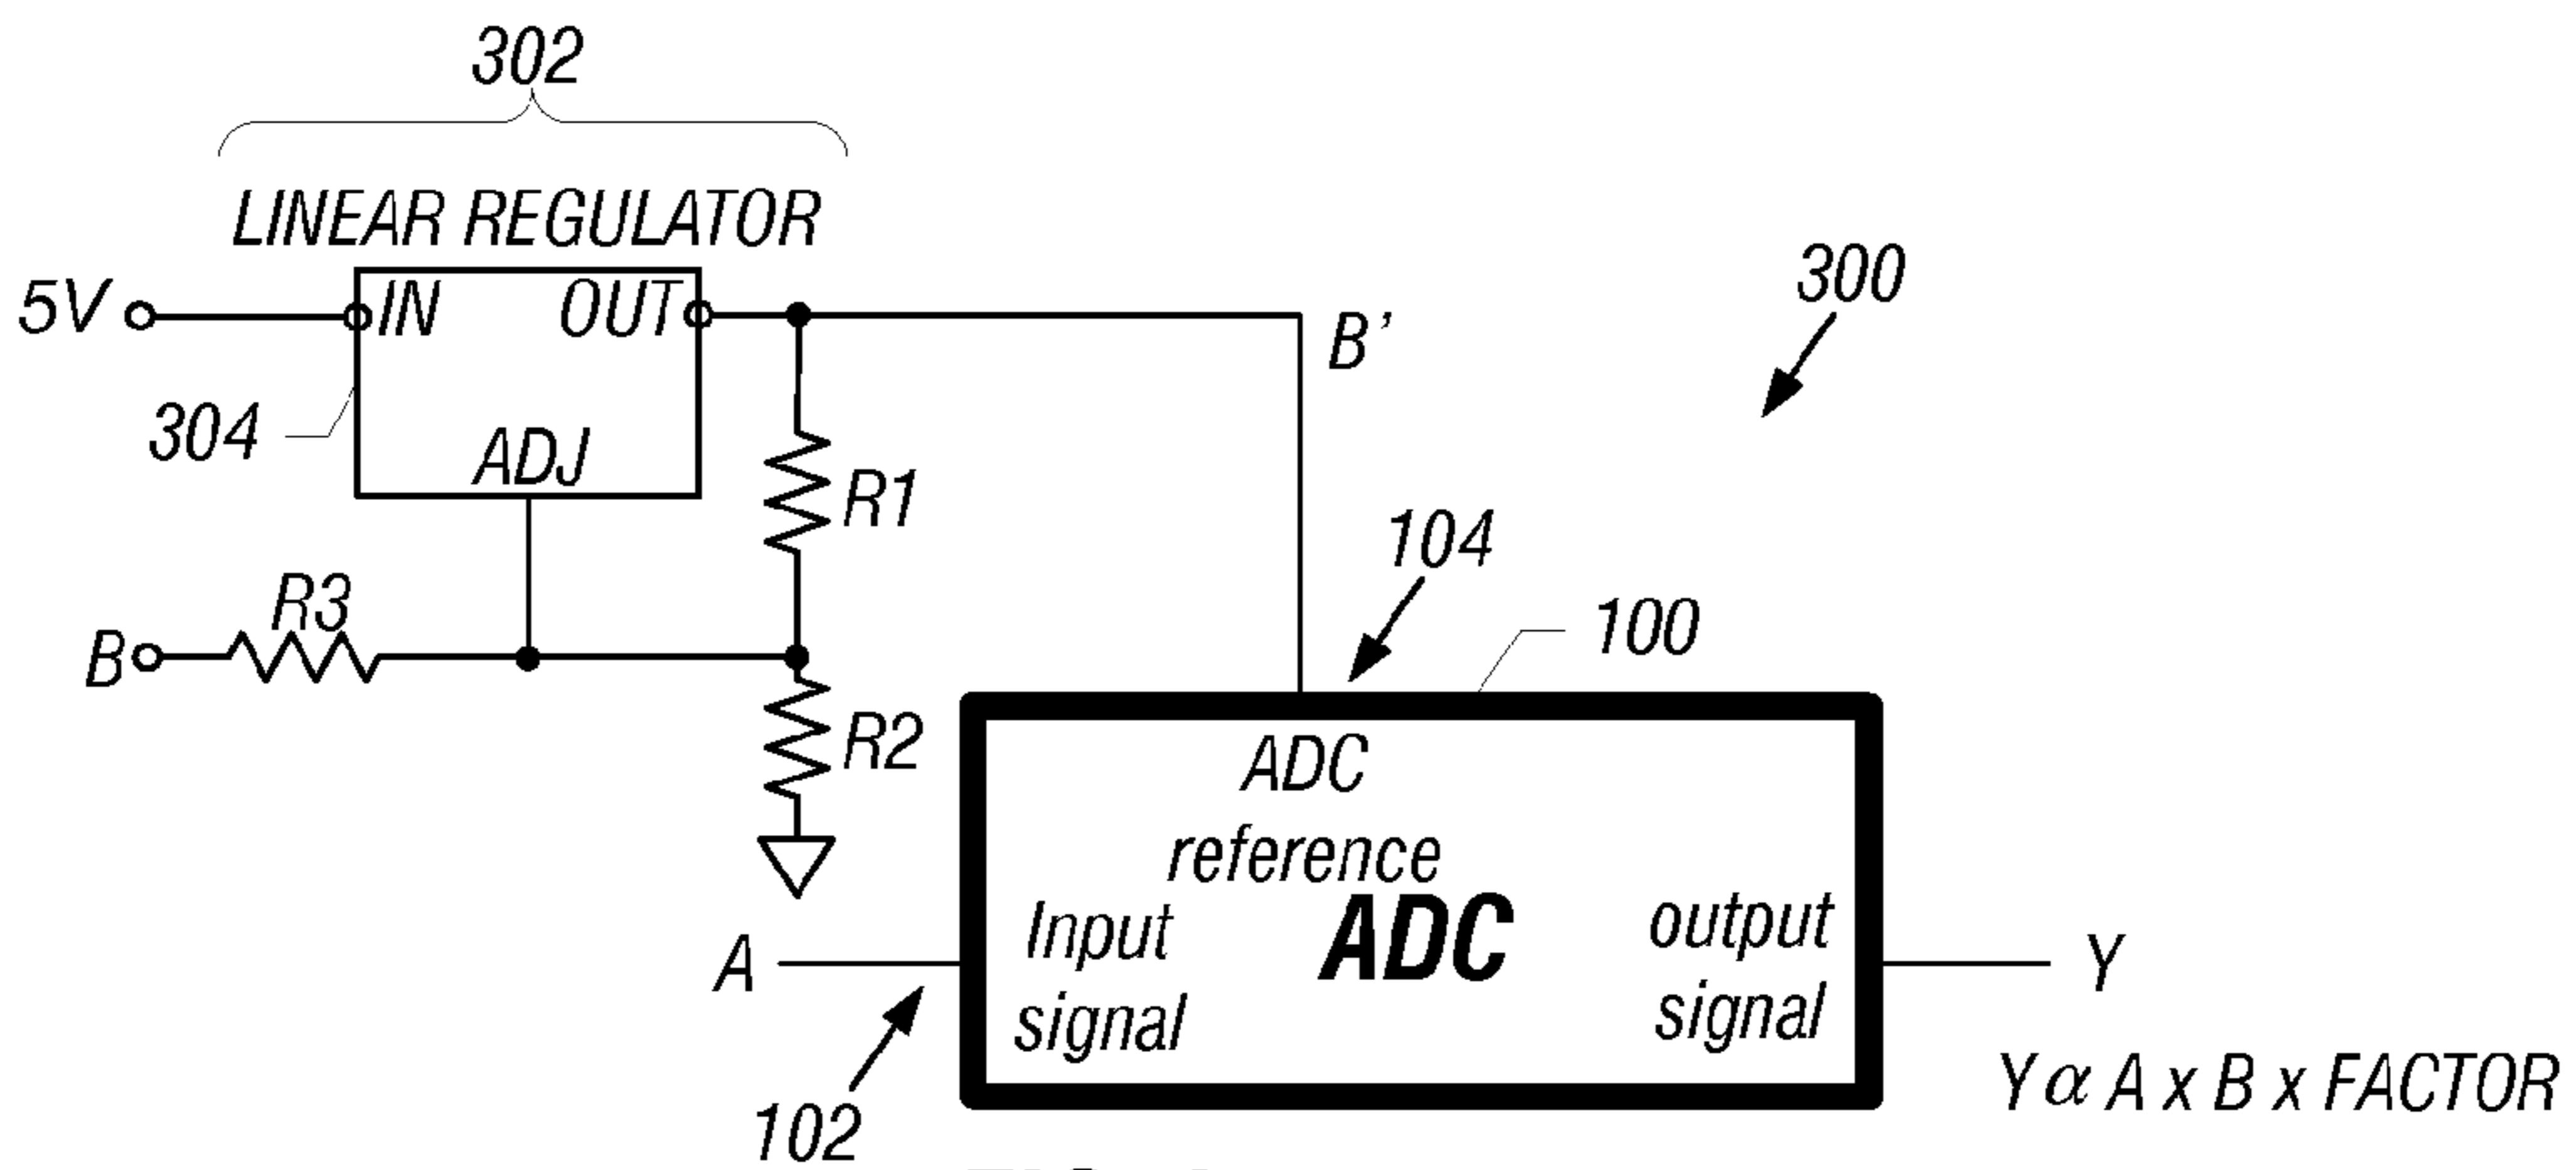 302
LINEAR REGULATOR
5V
IN
OUT
B’
300
304
ADJ
R1
104
R3
100
B
R2
ADC
reference
Input
signal
ADC
output
signal
A
Y
102
Y α A x B x FACTOR